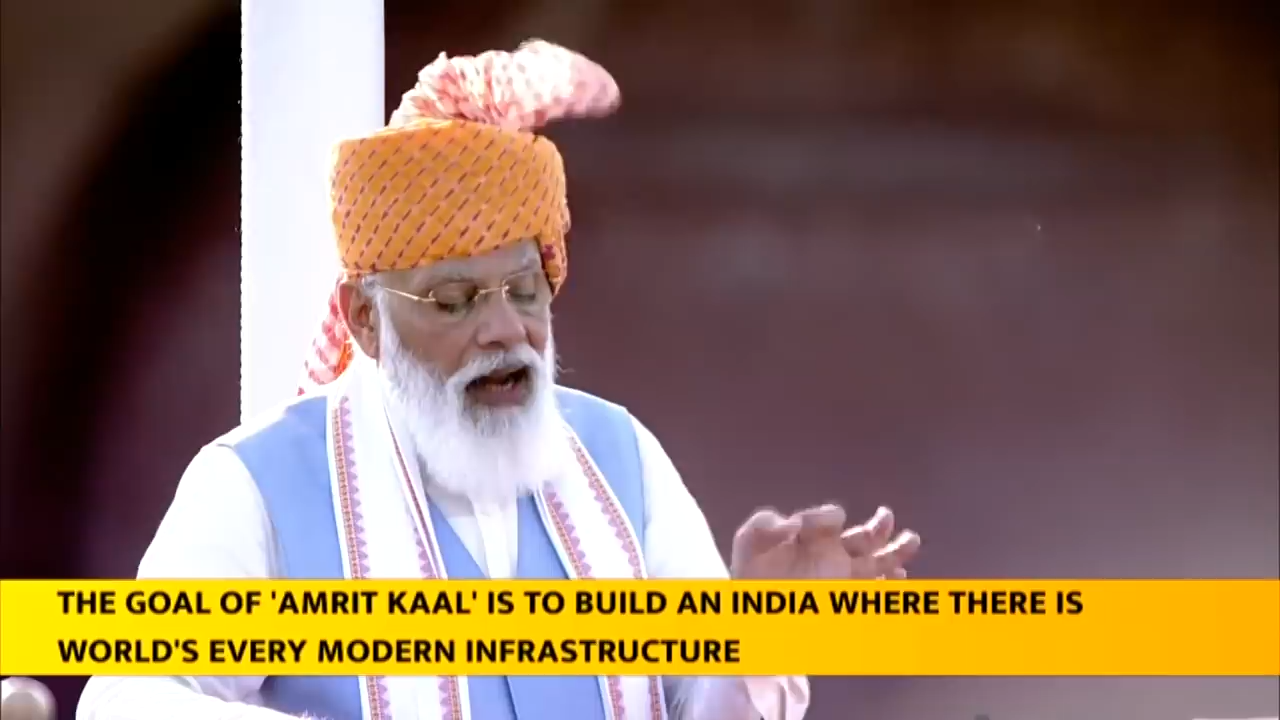 THE GOAL OF 'AMRIT KAAL' IS TO BUILD AN INDIA WHERE THERE IS
WORLD'S EVERY MODERN INFRASTRUCTURE